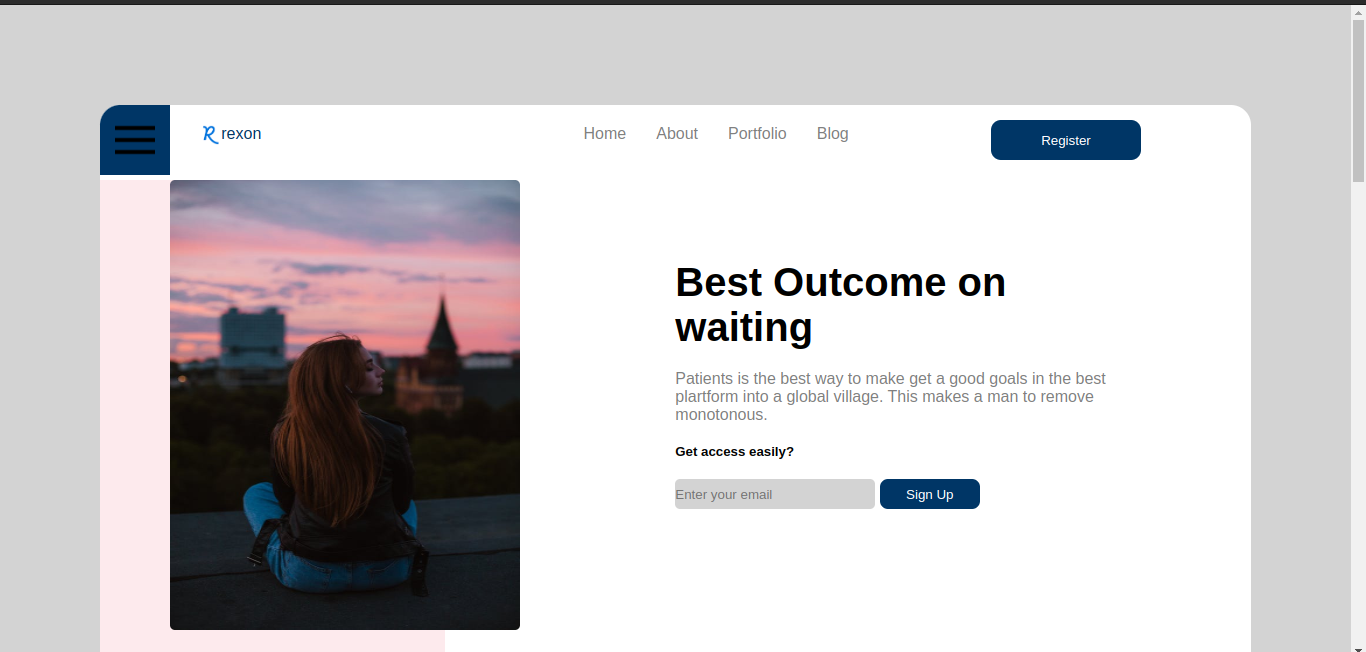 rexon
Home About Portfolio Blog
Register
Best Outcome on
waiting
Patients is the best way to make get a good goals in the best
plartform into a global village. This makes a man to remove
monotonous.
Get access easily?
Enter your email
Sign Up